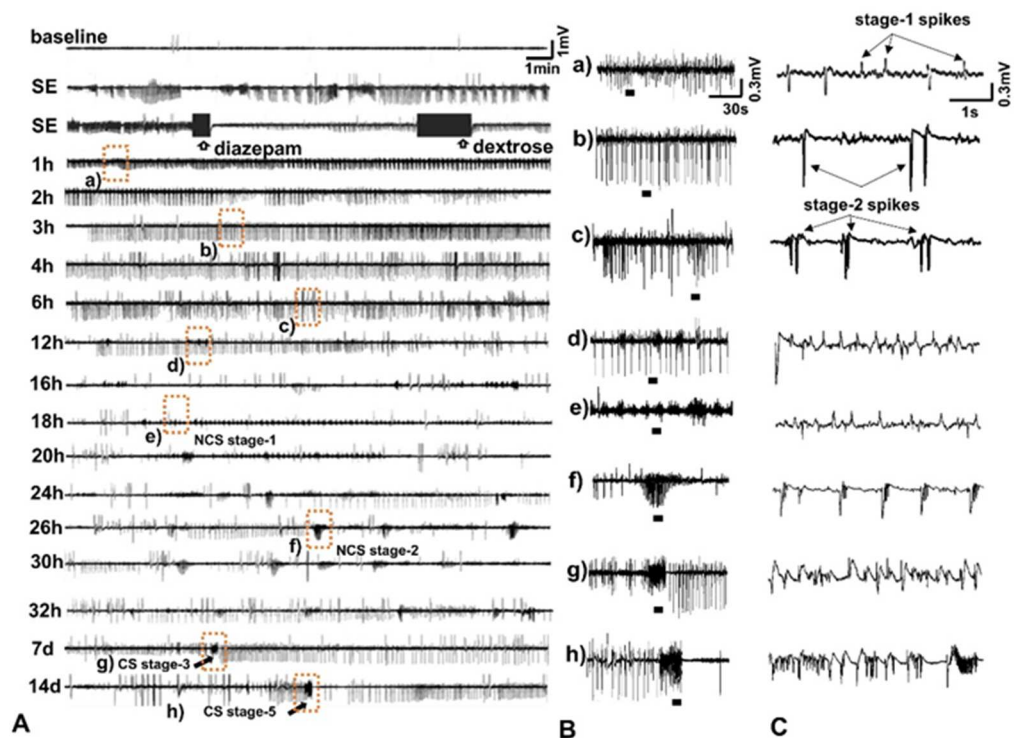 baseline
1mV
1min
SE
SE
diazepam
dextrose
1h
a)
2h
3h
b)
4h
6h
c)
12h
d)
16h
18h
e) NCS stage-1
20h
24h
26h
f) NCS stage-2
30h
32h
7d
g) CS stage-3
14d
h) CS stage-5
A
a)
0.3mV
30s
b)
c)
d)
e)
f)
g)
h)
B
stage-1 spikes
0.3mV
1s
stage-2 spikes
C